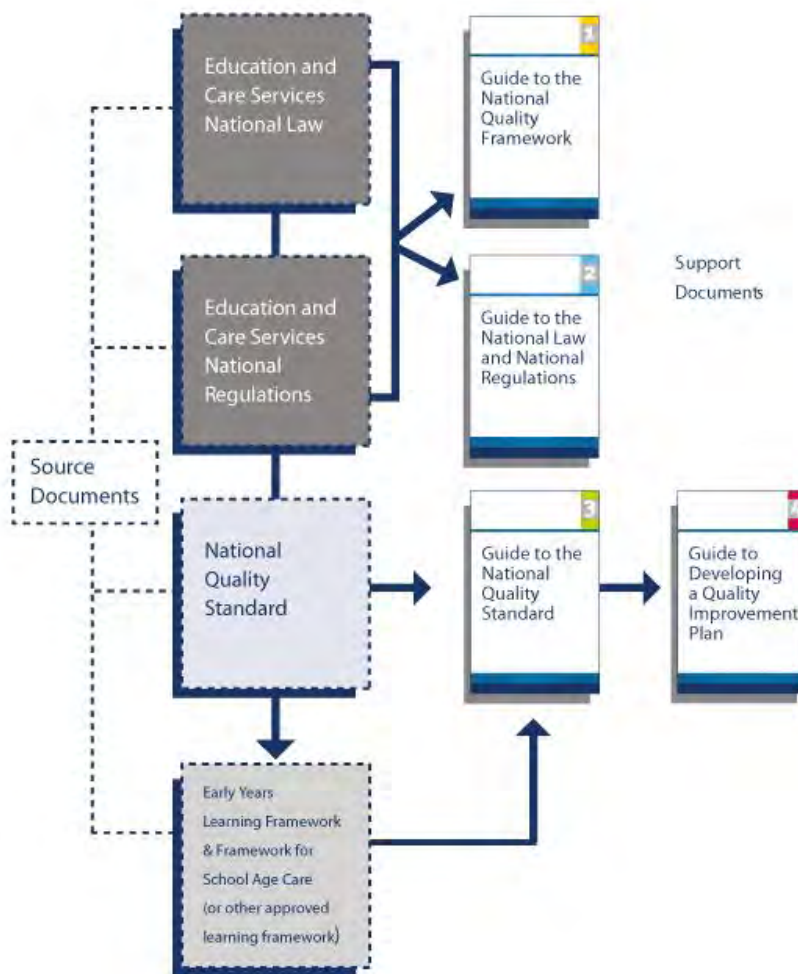 Education and
Care Services
National Law
1
Guide to the
National
Quality
Framework
Education and
Care Services
National
Regulations
2
Guide to the
National Law
and National
Regulations
Support
Documents
Source
Documents
National
Quality
Standard
3
Guide to the
National
Quality
Standard
4
Guide to
Developing
a Quality
Improvement
Plan
Early Years
Learning Framework
& Framework for
School Age Care
(or other approved
learning framework)